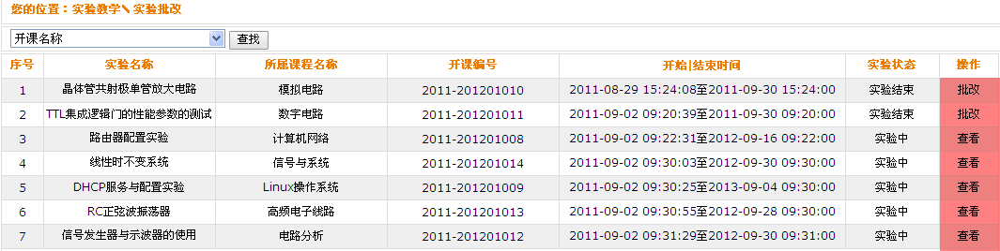 您的位置：实验教学\实验批改
开课名称 查找
序号 实验名称 所属课程名称 开课编号 开始|结束时间 实验状态 操作
1 晶体管共射极单管放大电路 模拟电路 2011-201201010 2011-08-29 15:24:08至2011-09-30 15:24:00 实验结束 批改
2 TTL集成逻辑门的性能参数的测试 数字电路 2011-201201011 2011-09-02 09:20:39至2011-09-30 09:20:00 实验结束 批改
3 路由器配置实验 计算机网络 2011-201201008 2011-09-02 09:22:31至2012-09-16 09:22:00 实验中 查看
4 线性时不变系统 信号与系统 2011-201201014 2011-09-02 09:30:03至2012-09-30 09:30:00 实验中 查看
5 DHCP服务与配置实验 Linux操作系统 2011-201201009 2011-09-02 09:30:25至2013-09-04 09:30:00 实验中 查看
6 RC正弦波振荡器 高频电子线路 2011-201201013 2011-09-02 09:30:55至2012-09-28 09:30:00 实验中 查看
7 信号发生器与示波器的使用 电路分析 2011-201201012 2011-09-02 09:31:29至2012-09-30 09:31:00 实验中 查看